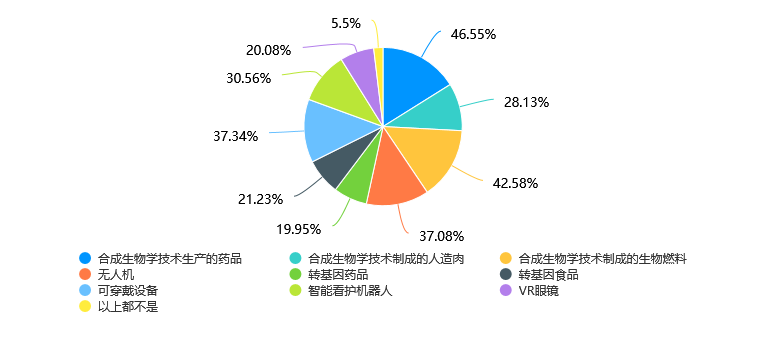 5.5%
46.55%
20.08%
30.56%
28.13%
37.34%
42.58%
21.23%
19.95%
37.08%
合成生物学技术生产的药品 合成生物学技术制成的人造肉 合成生物学技术制成的生物燃料
无人机 转基因药品 转基因食品
可穿戴设备 智能看护机器人 VR眼镜
以上都不是